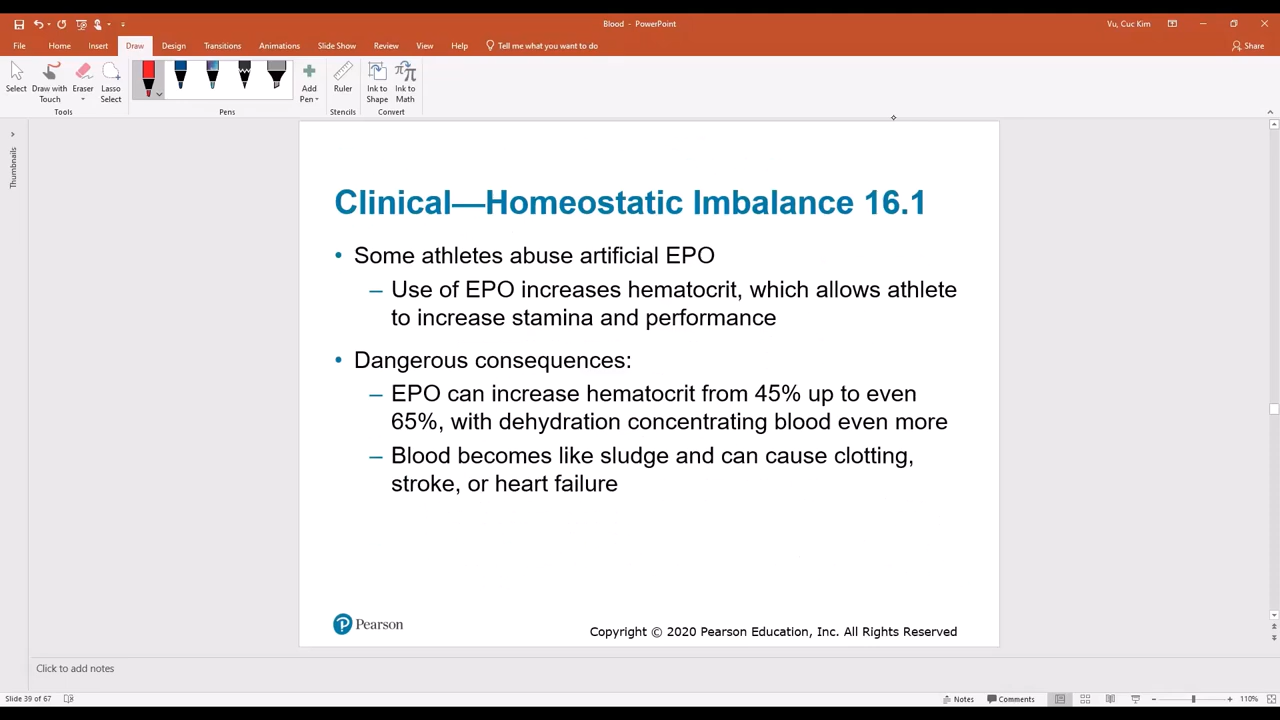 Blood - PowerPoint
Vu, Cuc Kim
File Home Insert Draw Design Transitions Animations Slide Show Review View Help Tell me what you want to do Share
Select
Draw with Touch
Eraser
Lasso Select
Add Pen
Ruler
Ink to Shape
Ink to Math
Tools Pens Stencils Convert
Thumbnails
Clinical—Homeostatic Imbalance 16.1
• Some athletes abuse artificial EPO
– Use of EPO increases hematocrit, which allows athlete
to increase stamina and performance
• Dangerous consequences:
– EPO can increase hematocrit from 45% up to even
65%, with dehydration concentrating blood even more
– Blood becomes like sludge and can cause clotting,
stroke, or heart failure
P Pearson
Copyright © 2020 Pearson Education, Inc. All Rights Reserved
Click to add notes
Slide 39 of 67 Notes Comments 110%